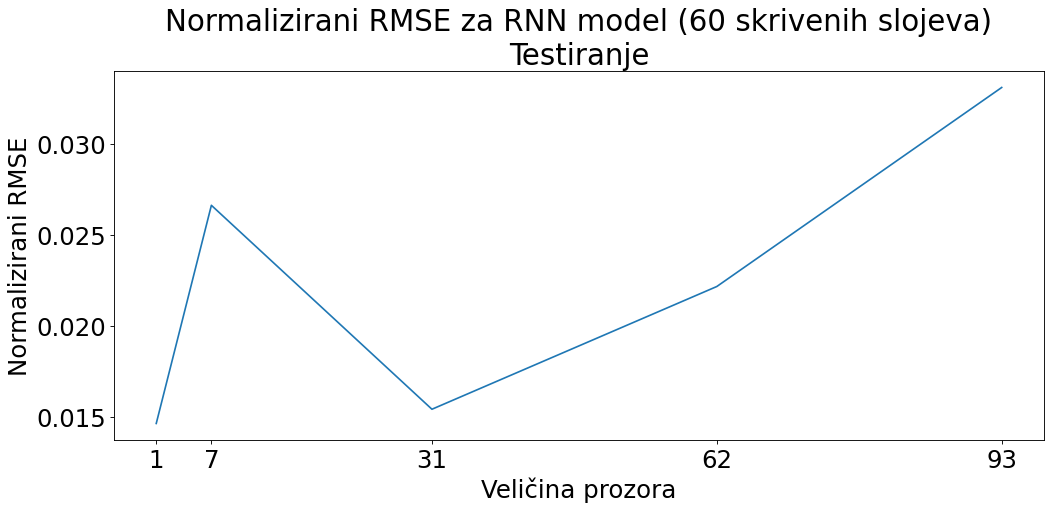 Normalizirani RMSE za RNN model (60 skrivenih slojeva)
Testiranje
Normalizirani RMSE
0.030
0.025
0.020
0.015
1 7 31 62 93
Veličina prozora